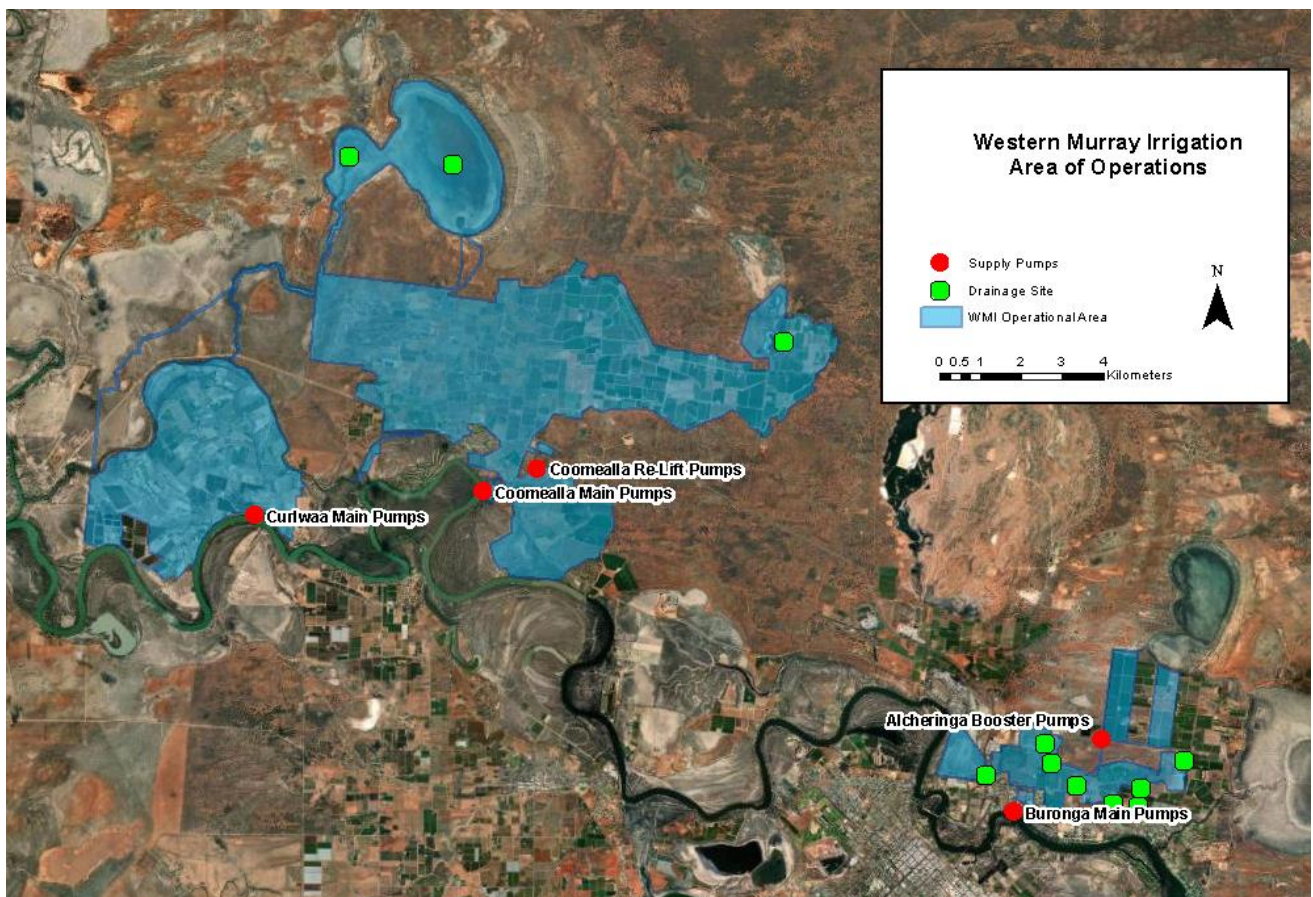 Western Murray Irrigation
Area of Operations
Supply Pumps
Drainage Site
WMI Operational Area
N
0 0.5 1 2 3 4
Kilometers
Coomealla Re-Lift Pumps
Coomealla Main Pumps
Curlwaa Main Pumps
Alcheringa Booster Pumps
Buronga Main Pumps